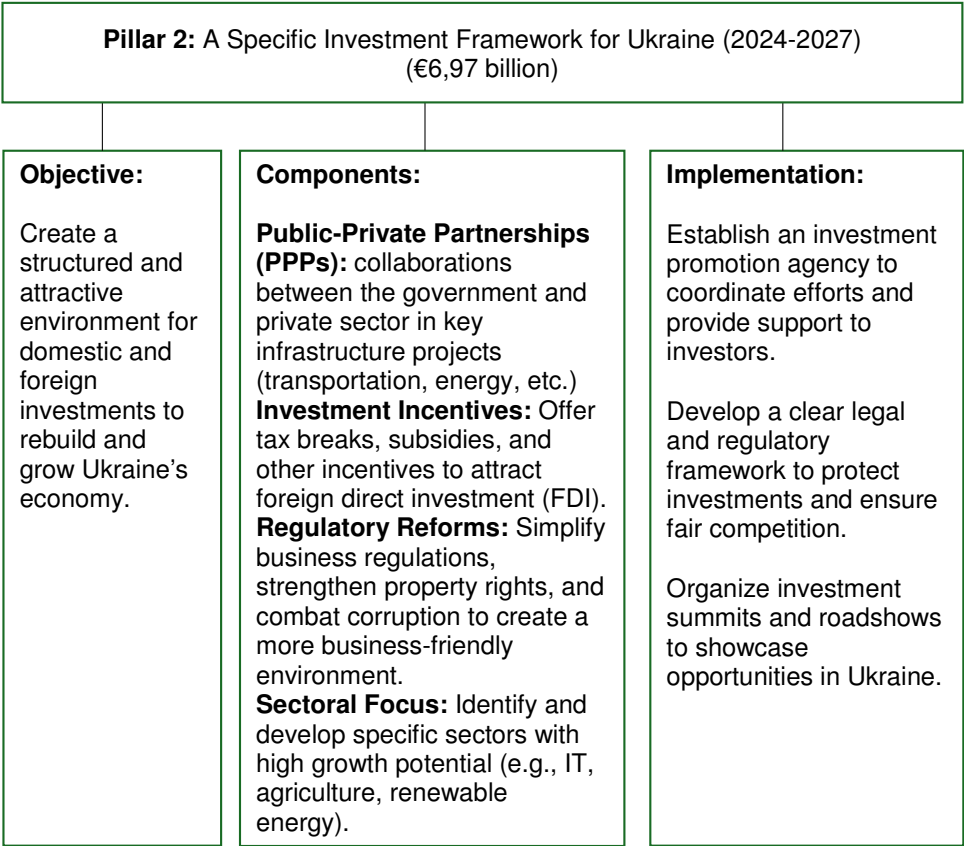 Pillar 2: A Specific Investment Framework for Ukraine (2024-2027)
(€6,97 billion)
Objective:
Create a
structured and
attractive
environment for
domestic and
foreign
investments to
rebuild and
grow Ukraine’s
economy.
Components:
Public-Private Partnerships
(PPPs): collaborations
between the government and
private sector in key
infrastructure projects
(transportation, energy, etc.)
Investment Incentives: Offer
tax breaks, subsidies, and
other incentives to attract
foreign direct investment (FDI).
Regulatory Reforms: Simplify
business regulations,
strengthen property rights, and
combat corruption to create a
more business-friendly
environment.
Sectoral Focus: Identify and
develop specific sectors with
high growth potential (e.g., IT,
agriculture, renewable
energy).
Implementation:
Establish an investment
promotion agency to
coordinate efforts and
provide support to
investors.
Develop a clear legal
and regulatory
framework to protect
investments and ensure
fair competition.
Organize investment
summits and roadshows
to showcase
opportunities in Ukraine.